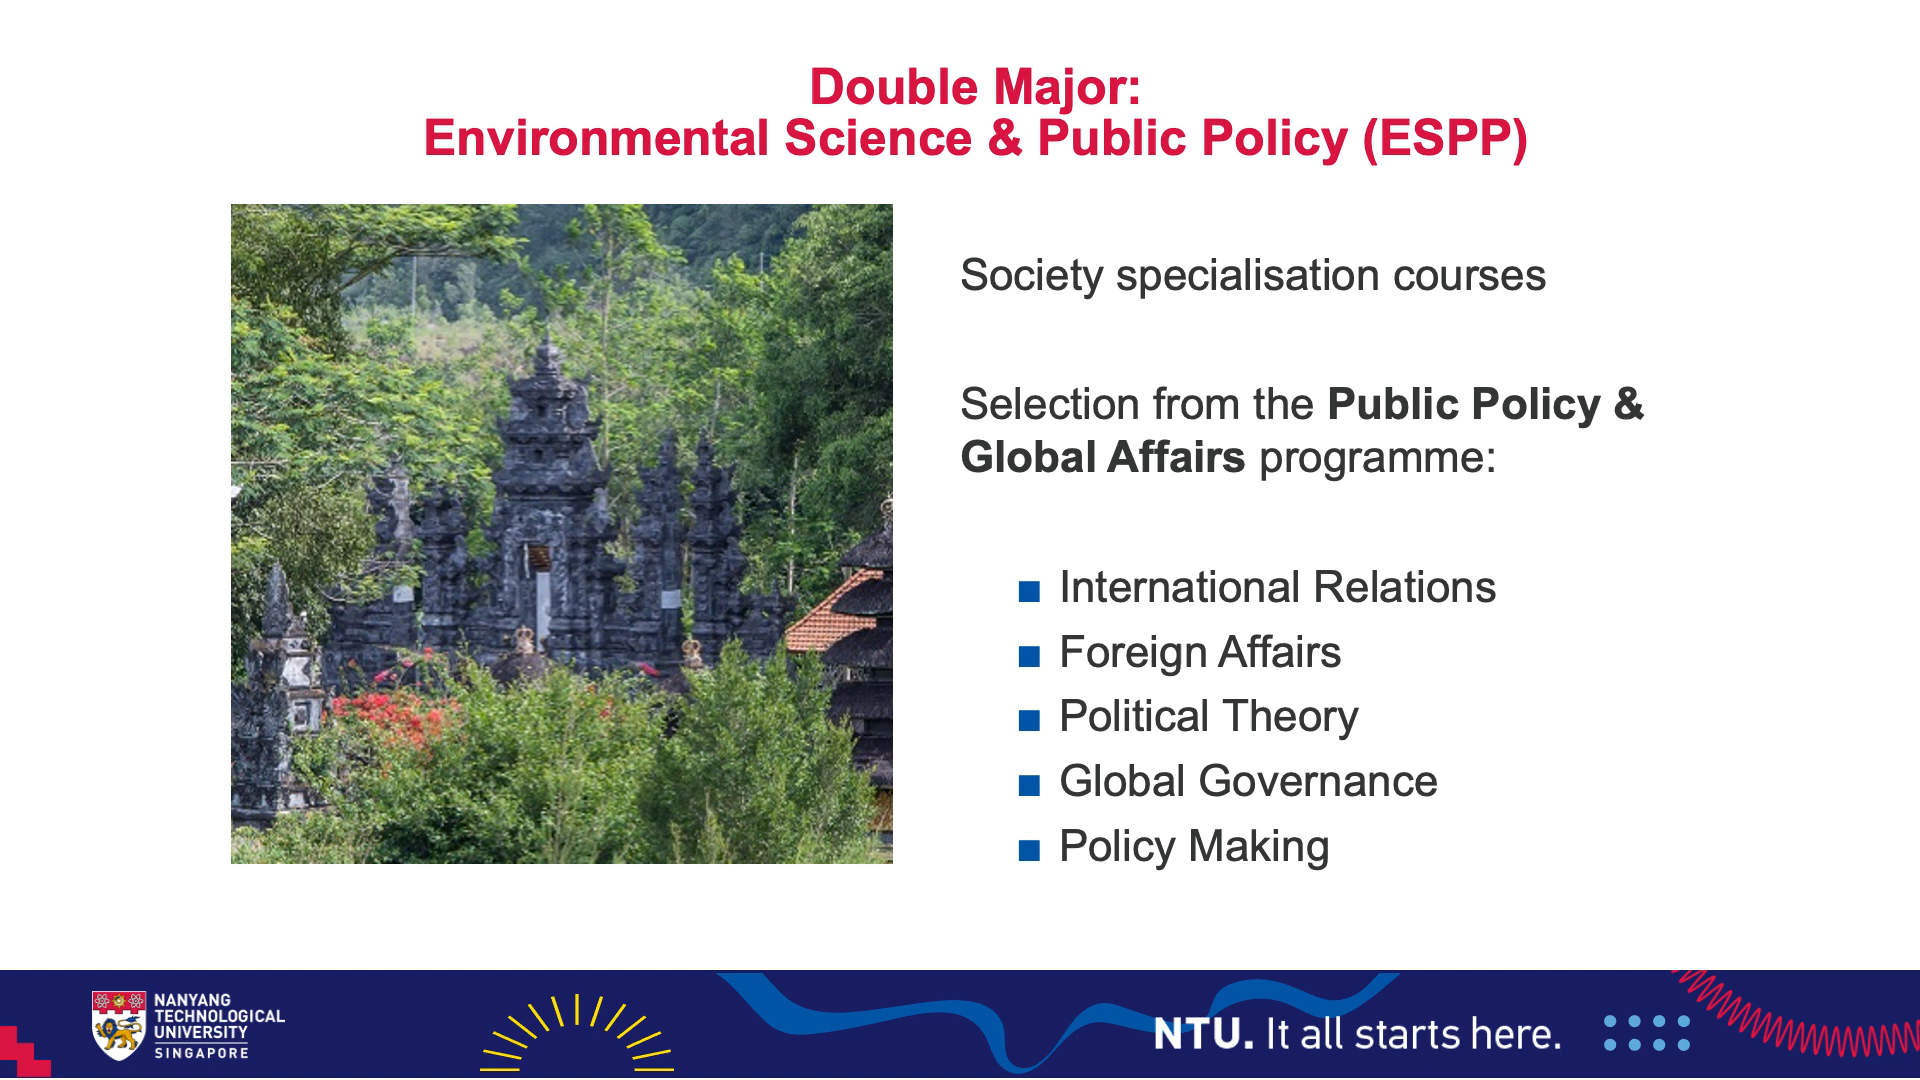 Double Major:
Environmental Science & Public Policy (ESPP)
Society specialisation courses
Selection from the Public Policy &
Global Affairs programme:
■ International Relations
■ Foreign Affairs
■ Political Theory
■ Global Governance
■ Policy Making
NANYANG
TECHNOLOGICAL
UNIVERSITY
SINGAPORE
NTU. It all starts here.